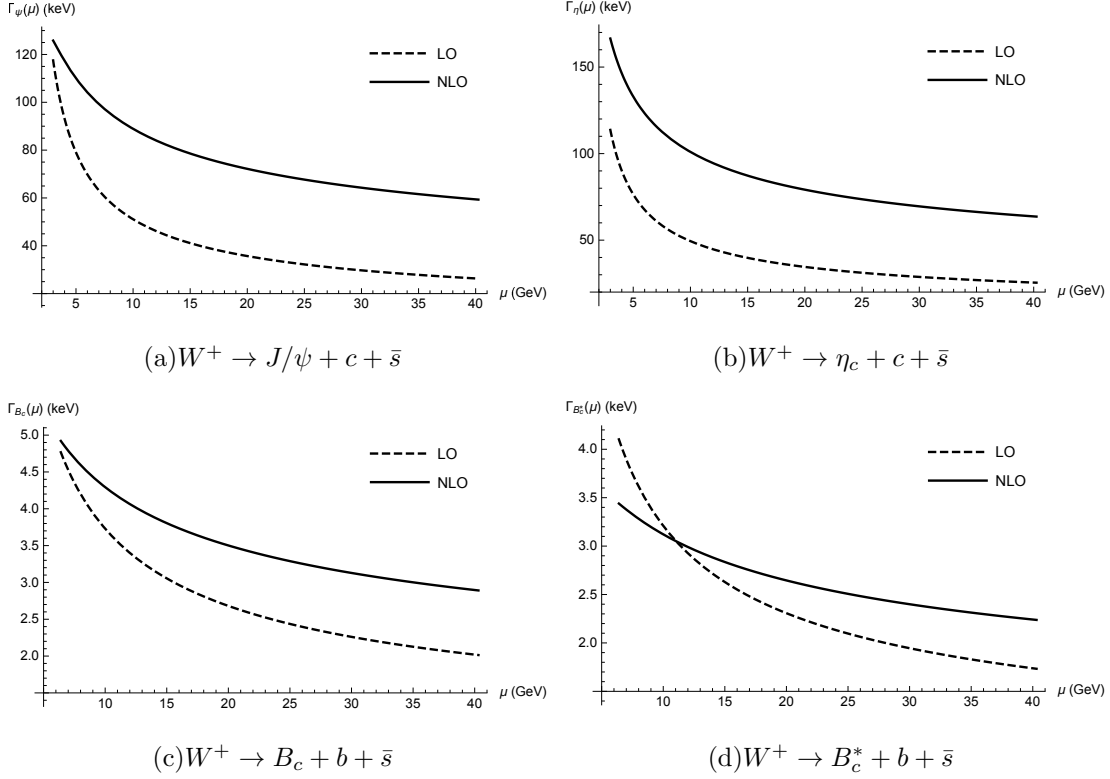 Γψ(μ) (keV)
120
100
80
60
40
5 10 15 20 25 30 35 40
μ (GeV)
LO
NLO
(a)W⁺ → J/ψ + c + s̄
Γη(μ) (keV)
150
100
50
5 10 15 20 25 30 35 40
μ (GeV)
LO
NLO
(b)W⁺ → ηc + c + s̄
ΓBc(μ) (keV)
5.0
4.5
4.0
3.5
3.0
2.5
2.0
10 15 20 25 30 35 40
μ (GeV)
LO
NLO
(c)W⁺ → Bc + b + s̄
ΓBc*(μ) (keV)
4.0
3.5
3.0
2.5
2.0
10 15 20 25 30 35 40
μ (GeV)
LO
NLO
(d)W⁺ → Bc* + b + s̄